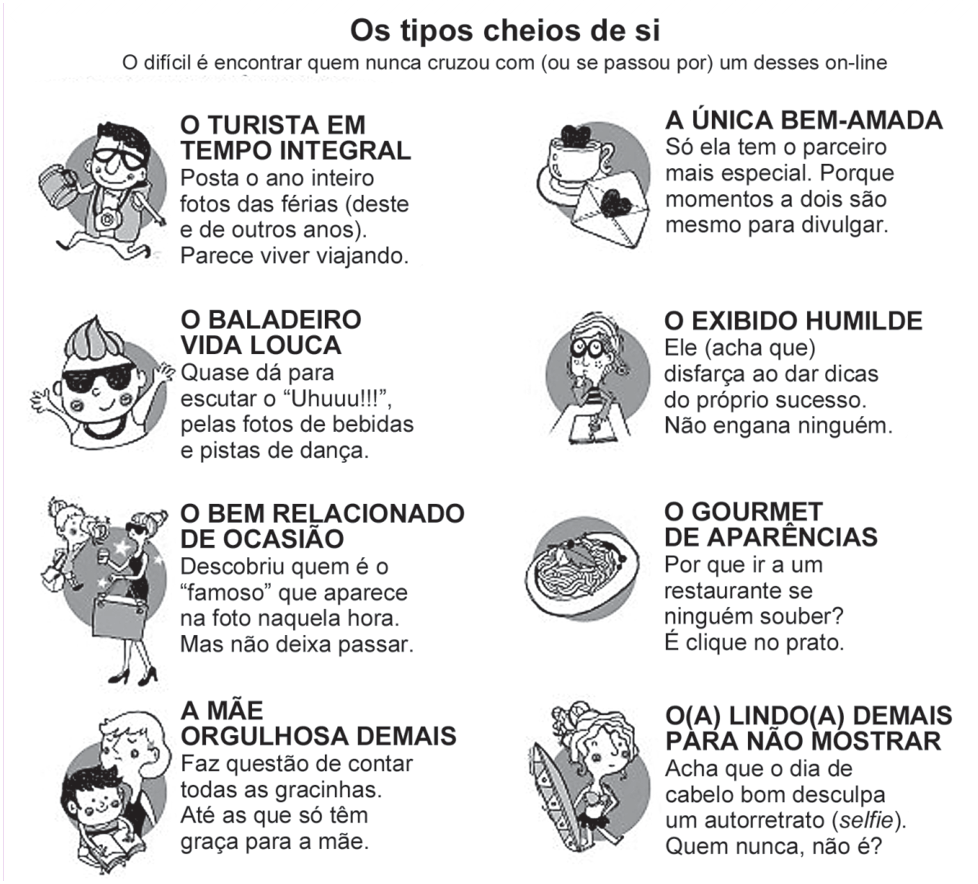 Os tipos cheios de si
O difícil é encontrar quem nunca cruzou com (ou se passou por) um desses on-line
O TURISTA EM
TEMPO INTEGRAL
Posta o ano inteiro
fotos das férias (deste
e de outros anos).
Parece viver viajando.
A ÚNICA BEM-AMADA
Só ela tem o parceiro
mais especial. Porque
momentos a dois são
mesmo para divulgar.
O BALADEIRO
VIDA LOUCA
Quase dá para
escutar o “Uhuuu!!!”,
pelas fotos de bebidas
e pistas de dança.
O EXIBIDO HUMILDE
Ele (acha que)
disfarça ao dar dicas
do próprio sucesso.
Não engana ninguém.
O BEM RELACIONADO
DE OCASIÃO
Descobriu quem é o
“famoso” que aparece
na foto naquela hora.
Mas não deixa passar.
O GOURMET
DE APARÊNCIAS
Por que ir a um
restaurante se
ninguém souber?
É clique no prato.
A MÃE
ORGULHOSA DEMAIS
Faz questão de contar
todas as gracinhas.
Até as que só têm
graça para a mãe.
O(A) LINDO(A) DEMAIS
PARA NÃO MOSTRAR
Acha que o dia de
cabelo bom desculpa
um autorretrato (selfie).
Quem nunca, não é?